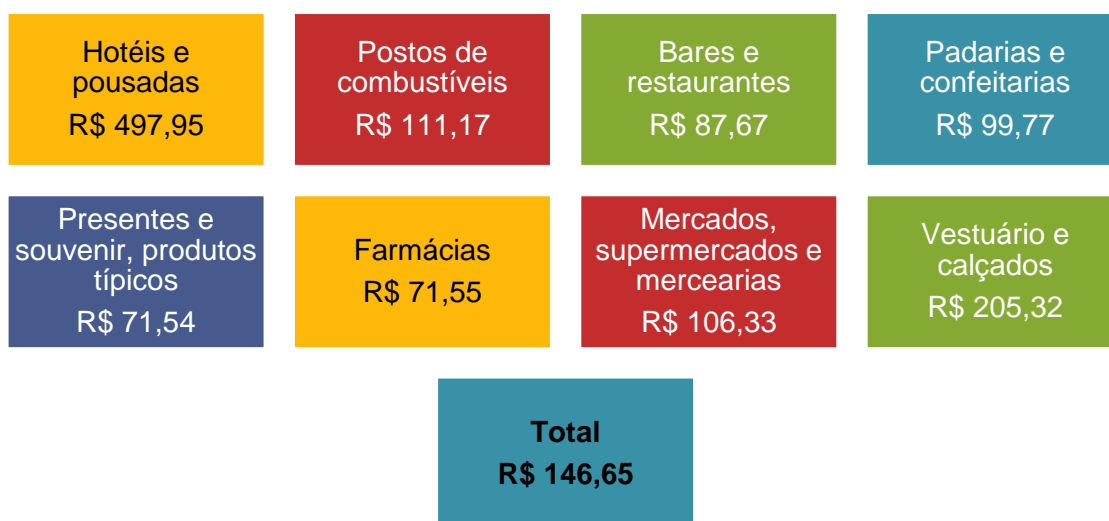 Hotéis e
pousadas
R$ 497,95
Postos de
combustíveis
R$ 111,17
Bares e
restaurantes
R$ 87,67
Padarias e
confeitarias
R$ 99,77
Presentes e
souvenir, produtos
típicos
R$ 71,54
Farmácias
R$ 71,55
Mercados,
supermercados e
mercearias
R$ 106,33
Vestuário e
calçados
R$ 205,32
Total
R$ 146,65